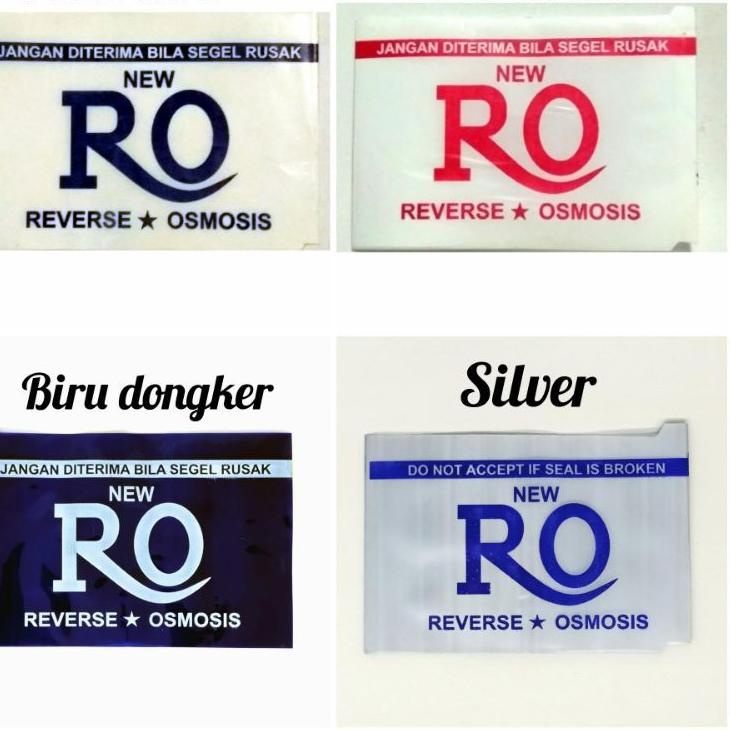 JANGAN DITERIMA BILA SEGEL RUSAK
NEW
RO
REVERSE ★ OSMOSIS
JANGAN DITERIMA BILA SEGEL RUSAK
NEW
RO
REVERSE ★ OSMOSIS
Biru dongker
JANGAN DITERIMA BILA SEGEL RUSAK
NEW
RO
REVERSE ★ OSMOSIS
Silver
DO NOT ACCEPT IF SEAL IS BROKEN
NEW
RO
REVERSE ★ OSMOSIS